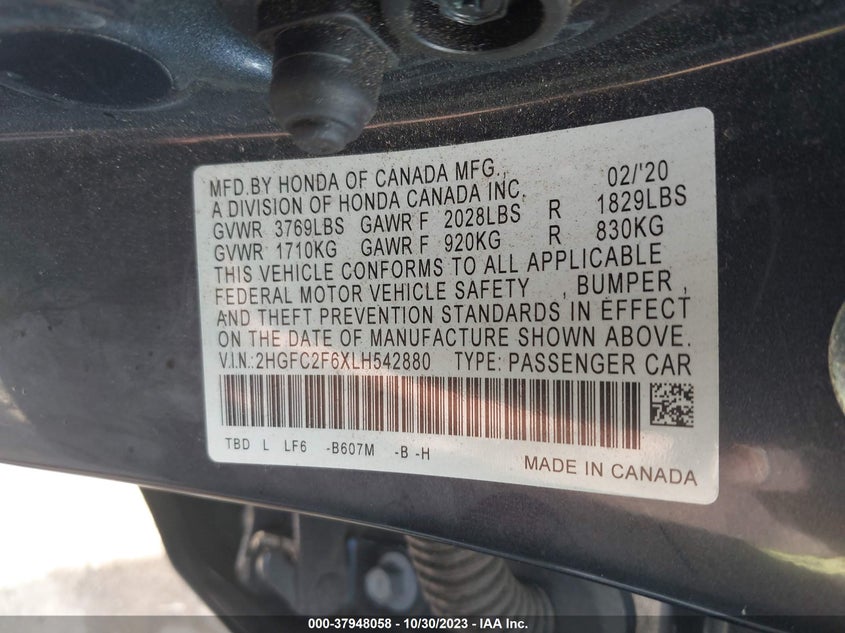 MFD.BY HONDA OF CANADA MFG., 02/'20
A DIVISION OF HONDA CANADA INC.
GVWR 3769LBS GAWR F 2028LBS R 1829LBS
GVWR 1710KG GAWR F 920KG R 830KG
THIS VEHICLE CONFORMS TO ALL APPLICABLE
FEDERAL MOTOR VEHICLE SAFETY , BUMPER ,
AND THEFT PREVENTION STANDARDS IN EFFECT
ON THE DATE OF MANUFACTURE SHOWN ABOVE.
V.I.N:2HGFC2F6XLH542880 TYPE: PASSENGER CAR
TBD L LF6 -B607M -B -H
MADE IN CANADA
000-37948058 - 10/30/2023 - IAA Inc.